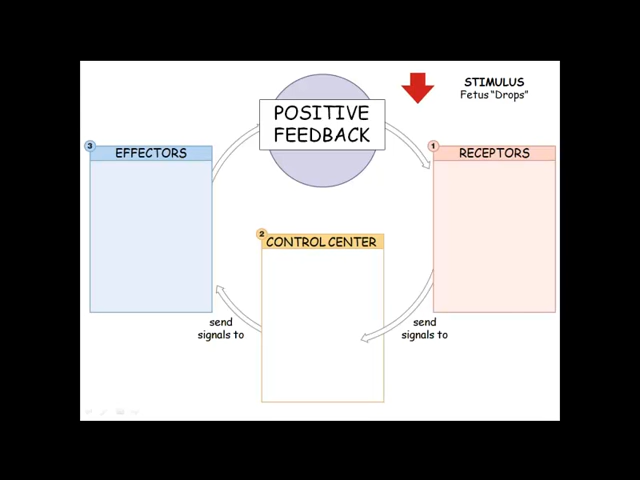 STIMULUS
Fetus "Drops"
POSITIVE
FEEDBACK
3
EFFECTORS
1
RECEPTORS
2
CONTROL CENTER
send
signals to
send
signals to